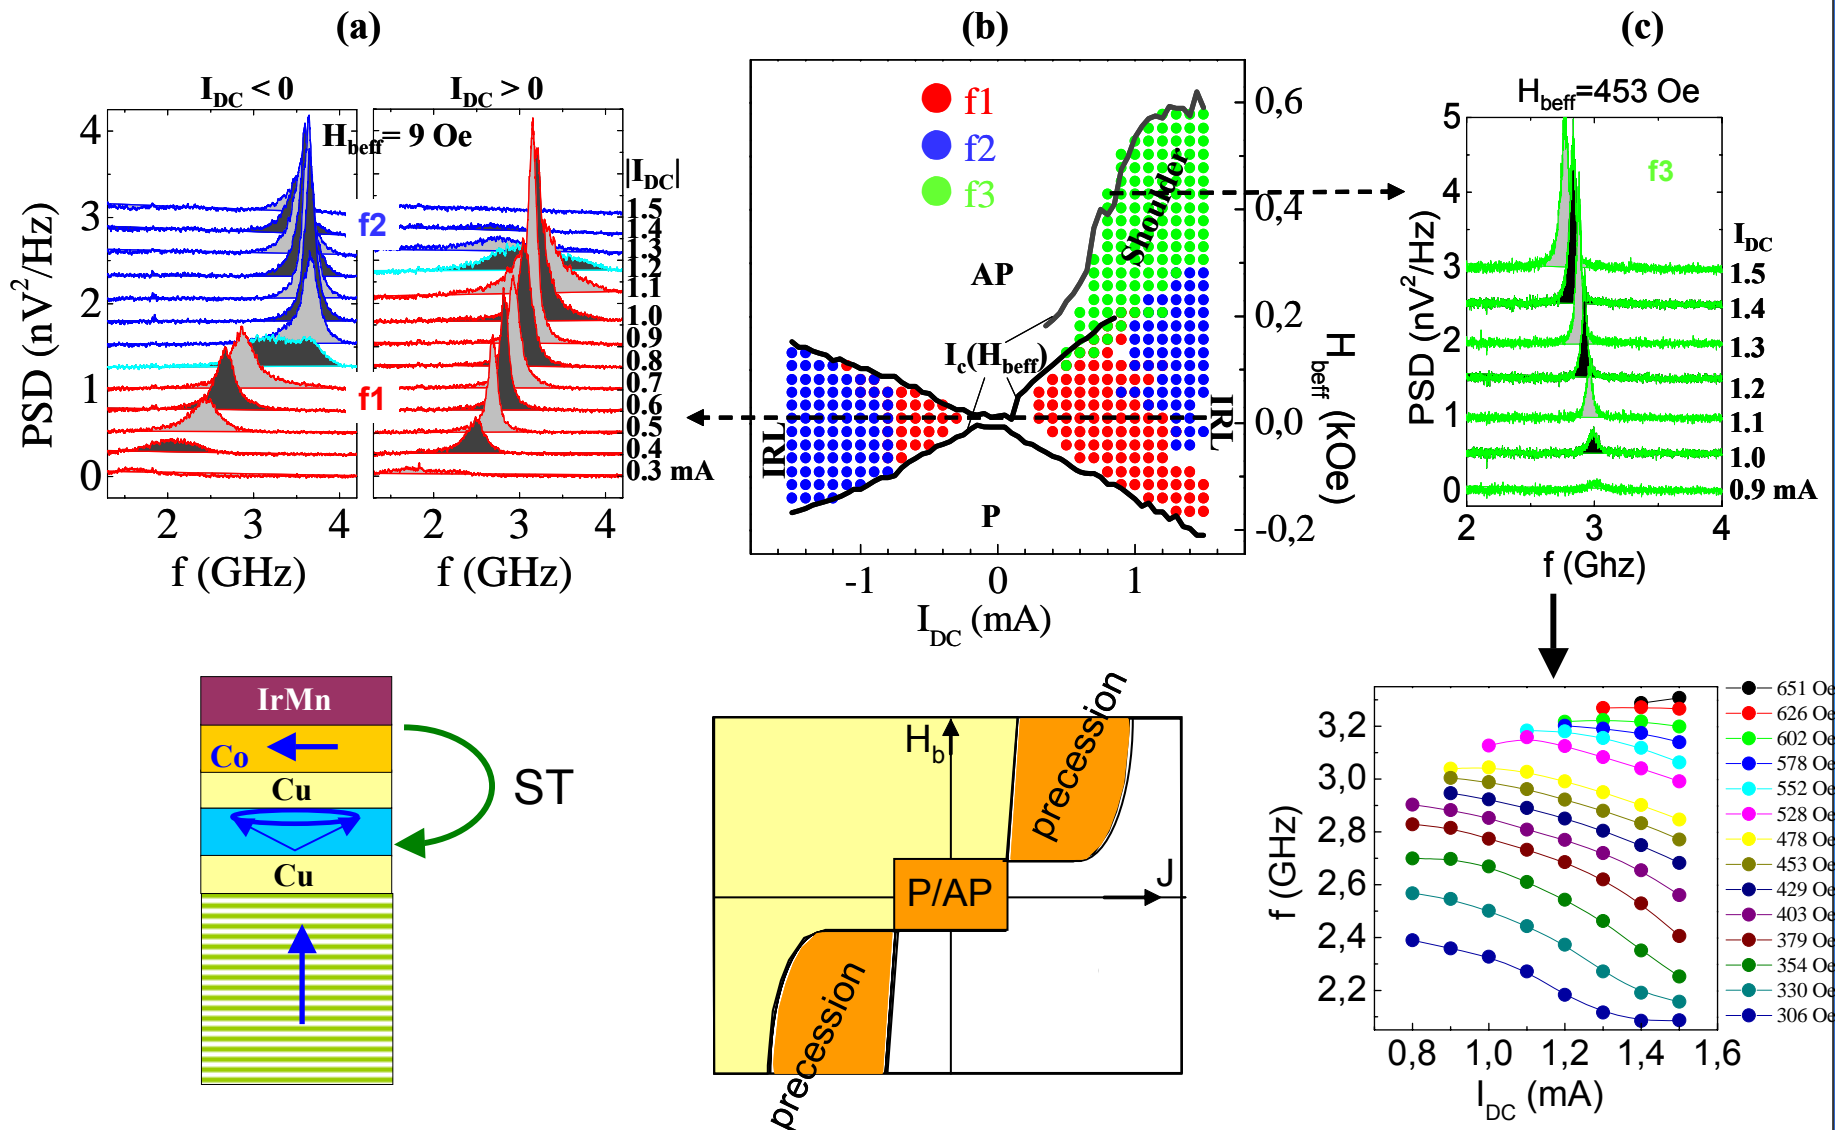 (a)
I_DC < 0
I_DC > 0
H_beff = 9 Oe
|I_DC|
1.5
1.4
1.3
1.2
1.1
1.0
0.9
0.8
0.7
0.6
0.5
0.4
0.3 mA
f2
f1
PSD (nV²/Hz)
4
3
2
1
0
2
3
4
2
3
4
f (GHz)
f (GHz)
(b)
f1
f2
f3
Shoulder
AP
I_c(H_beff)
IRL
IRL
P
0,6
0,4
0,2
0,0
-0,2
H_beff (kOe)
-1
0
1
I_DC (mA)
(c)
H_beff=453 Oe
f3
PSD (nV²/Hz)
5
4
3
2
1
0
I_DC
1.5
1.4
1.3
1.2
1.1
1.0
0.9 mA
2
3
4
f (Ghz)
IrMn
Co
Cu
Cu
ST
H_b
precession
P/AP
J
precession
f (GHz)
3,2
3,0
2,8
2,6
2,4
2,2
0,8
1,0
1,2
1,4
1,6
I_DC (mA)
651 Oe
626 Oe
602 Oe
578 Oe
552 Oe
528 Oe
478 Oe
453 Oe
429 Oe
403 Oe
379 Oe
354 Oe
330 Oe
306 Oe